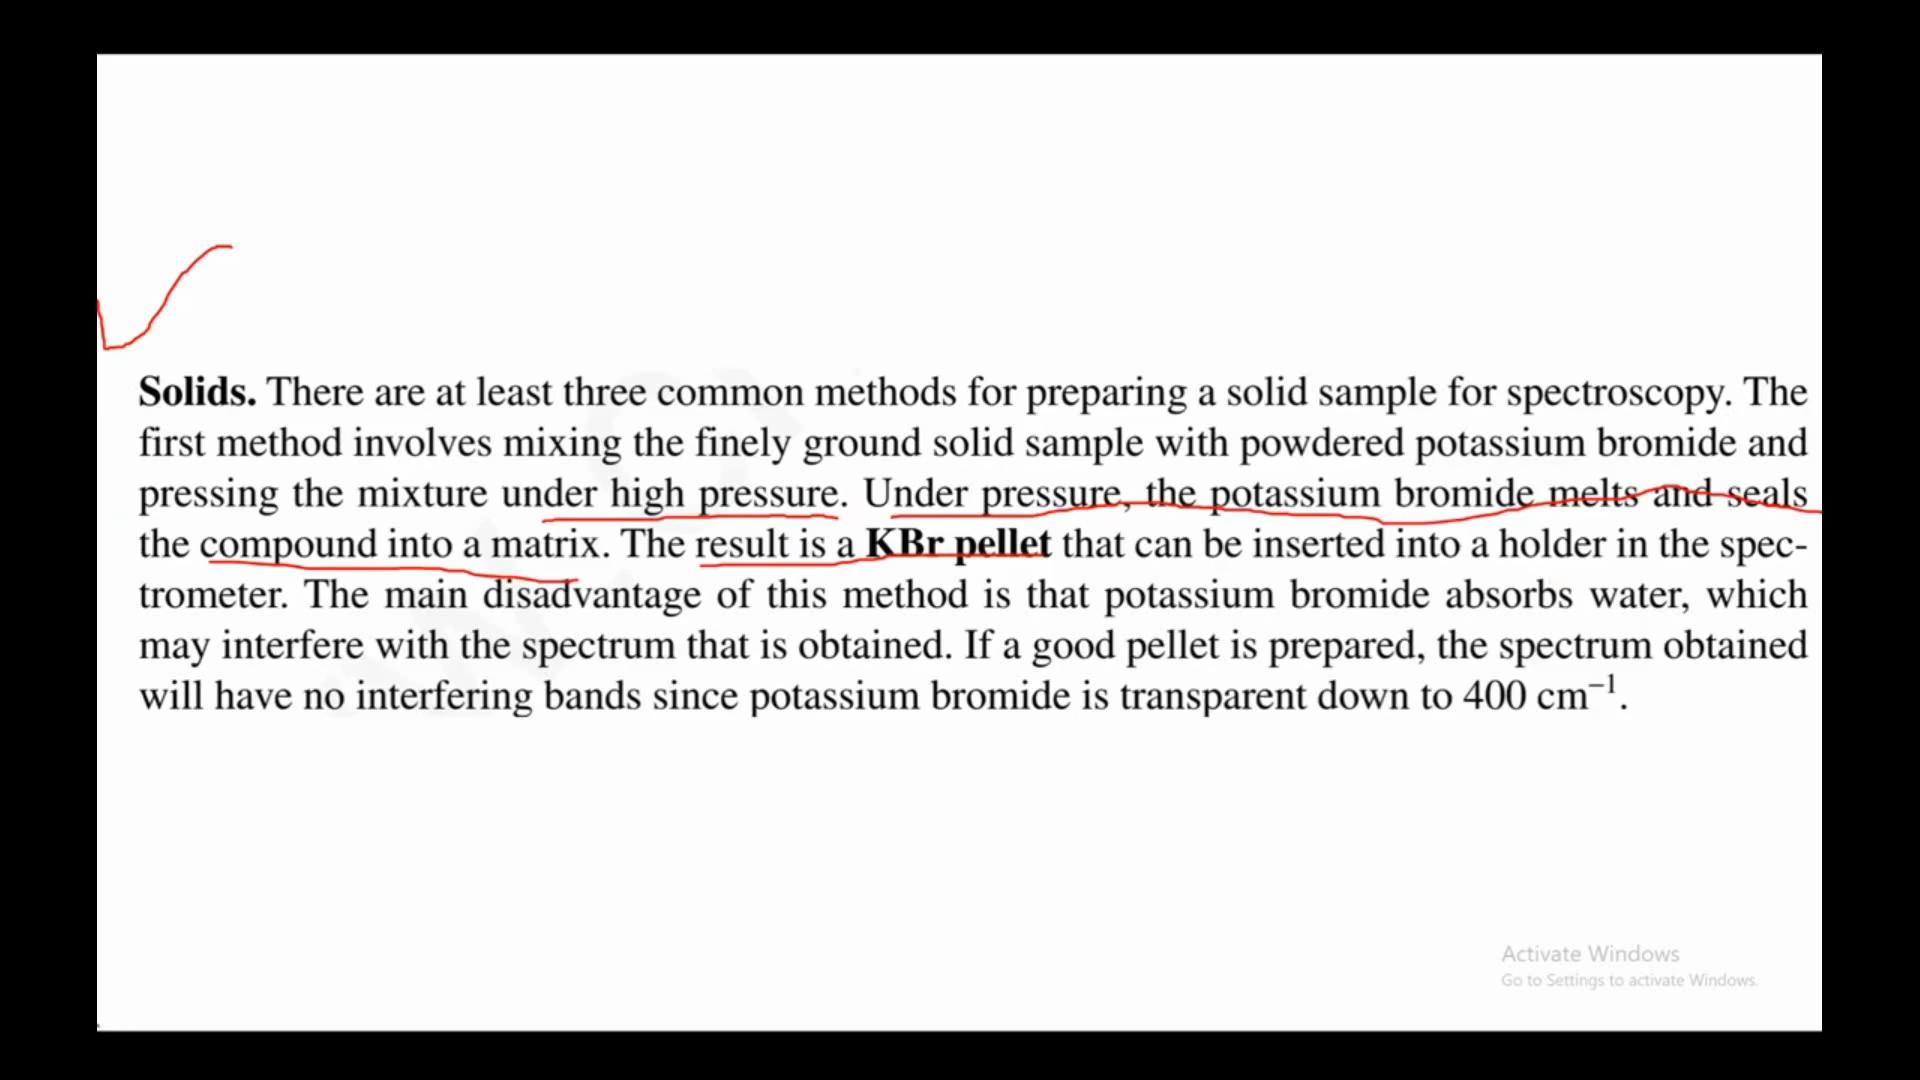 Solids. There are at least three common methods for preparing a solid sample for spectroscopy. The
first method involves mixing the finely ground solid sample with powdered potassium bromide and
pressing the mixture under high pressure. Under pressure, the potassium bromide melts and seals
the compound into a matrix. The result is a KBr pellet that can be inserted into a holder in the spec-
trometer. The main disadvantage of this method is that potassium bromide absorbs water, which
may interfere with the spectrum that is obtained. If a good pellet is prepared, the spectrum obtained
will have no interfering bands since potassium bromide is transparent down to 400 cm⁻¹.
Activate Windows
Go to Settings to activate Windows.